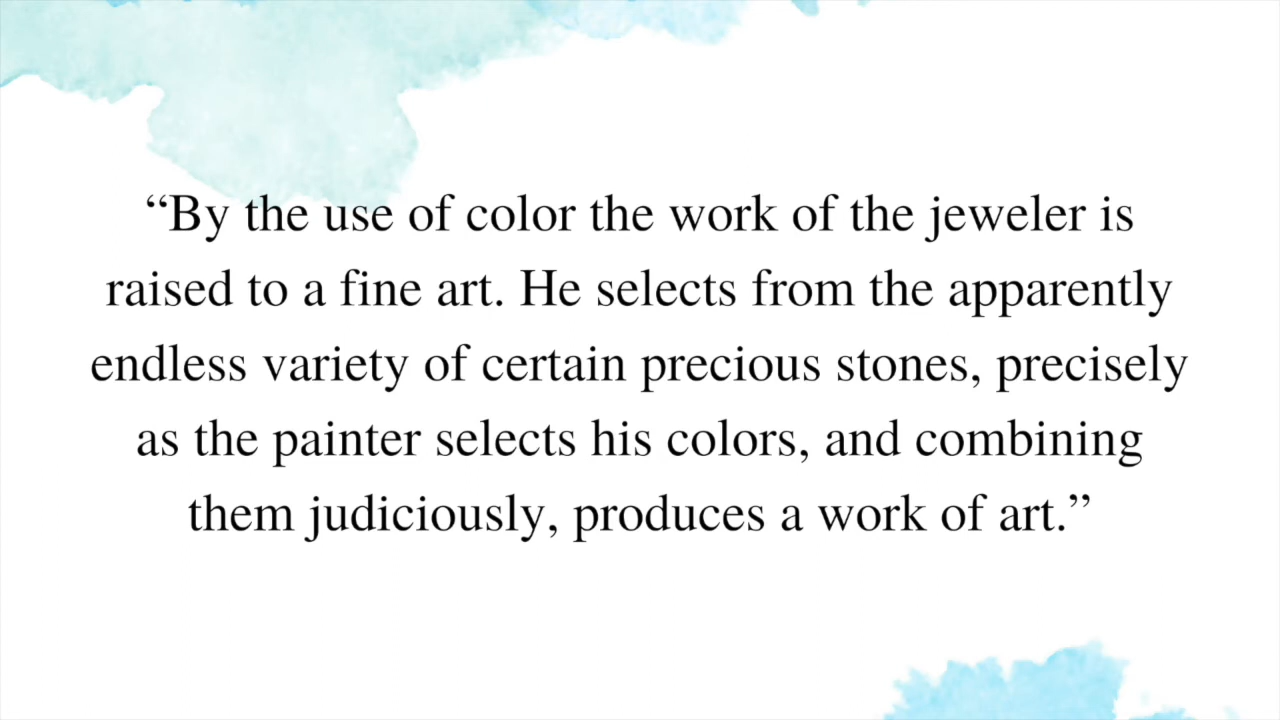 “By the use of color the work of the jeweler is
raised to a fine art. He selects from the apparently
endless variety of certain precious stones, precisely
as the painter selects his colors, and combining
them judiciously, produces a work of art.”